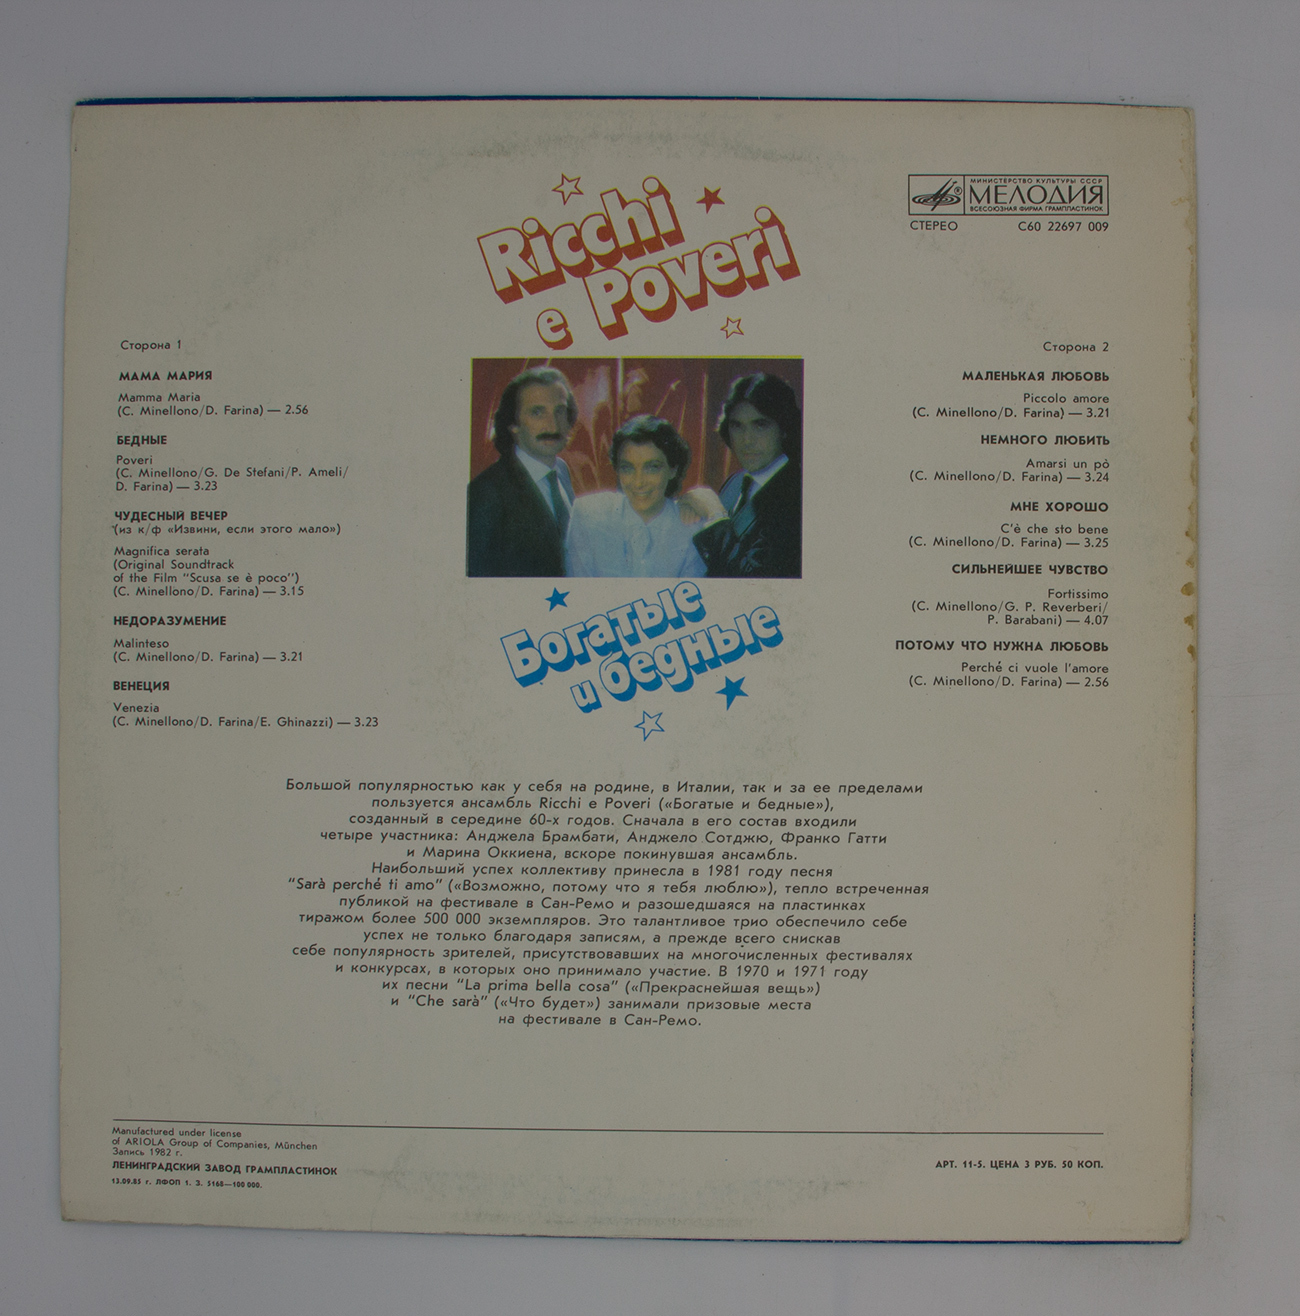 Ricchi
e Poveri
МИНИСТЕРСТВО КУЛЬТУРЫ СССР
МЕЛОДИЯ
ВСЕСОЮЗНАЯ ФИРМА ГРАМПЛАСТИНОК
СТЕРЕО С60 22697 009
Сторона 1
МАМА МАРИЯ
Mamma Maria
(C. Minellono/D. Farina) — 2.56
БЕДНЫЕ
Poveri
(C. Minellono/G. De Stefani/P. Ameli/
D. Farina) — 3.23
ЧУДЕСНЫЙ ВЕЧЕР
(из к/ф «Извини, если этого мало»)
Magnifica serata
(Original Soundtrack
of the Film "Scusa se è poco")
(C. Minellono/D. Farina) — 3.15
НЕДОРАЗУМЕНИЕ
Malinteso
(C. Minellono/D. Farina) — 3.21
ВЕНЕЦИЯ
Venezia
(C. Minellono/D. Farina/E. Ghinazzi) — 3.23
Сторона 2
МАЛЕНЬКАЯ ЛЮБОВЬ
Piccolo amore
(C. Minellono/D. Farina) — 3.21
НЕМНОГО ЛЮБИТЬ
Amarsi un pò
(C. Minellono/D. Farina) — 3.24
МНЕ ХОРОШО
C'è che sto bene
(C. Minellono/D. Farina) — 3.25
СИЛЬНЕЙШЕЕ ЧУВСТВО
Fortissimo
(C. Minellono/G. P. Reverberi/
P. Barabani) — 4.07
ПОТОМУ ЧТО НУЖНА ЛЮБОВЬ
Perché ci vuole l'amore
(C. Minellono/D. Farina) — 2.56
Богатые
и бедные
Большой популярностью как у себя на родине, в Италии, так и за ее пределами
пользуется ансамбль Ricchi e Poveri («Богатые и бедные»),
созданный в середине 60-х годов. Сначала в его состав входили
четыре участника: Анджела Брамбати, Анджело Сотджю, Франко Гатти
и Марина Оккиена, вскоре покинувшая ансамбль.
Наибольший успех коллективу принесла в 1981 году песня
"Sarà perché ti amo" («Возможно, потому что я тебя люблю»), тепло встреченная
публикой на фестивале в Сан-Ремо и разошедшаяся на пластинках
тиражом более 500 000 экземпляров. Это талантливое трио обеспечило себе
успех не только благодаря записям, а прежде всего снискав
себе популярность зрителей, присутствовавших на многочисленных фестивалях
и конкурсах, в которых оно принимало участие. В 1970 и 1971 году
их песни "La prima bella cosa" («Прекраснейшая вещь»)
и "Che sarà" («Что будет») занимали призовые места
на фестивале в Сан-Ремо.
Manufactured under license
of ARIOLA Group of Companies, München
Запись 1982 г.
ЛЕНИНГРАДСКИЙ ЗАВОД ГРАМПЛАСТИНОК
13.09.85 г. ЛФОП 1. З. 5168—100 000.
АРТ. 11-5. ЦЕНА 3 РУБ. 50 КОП.